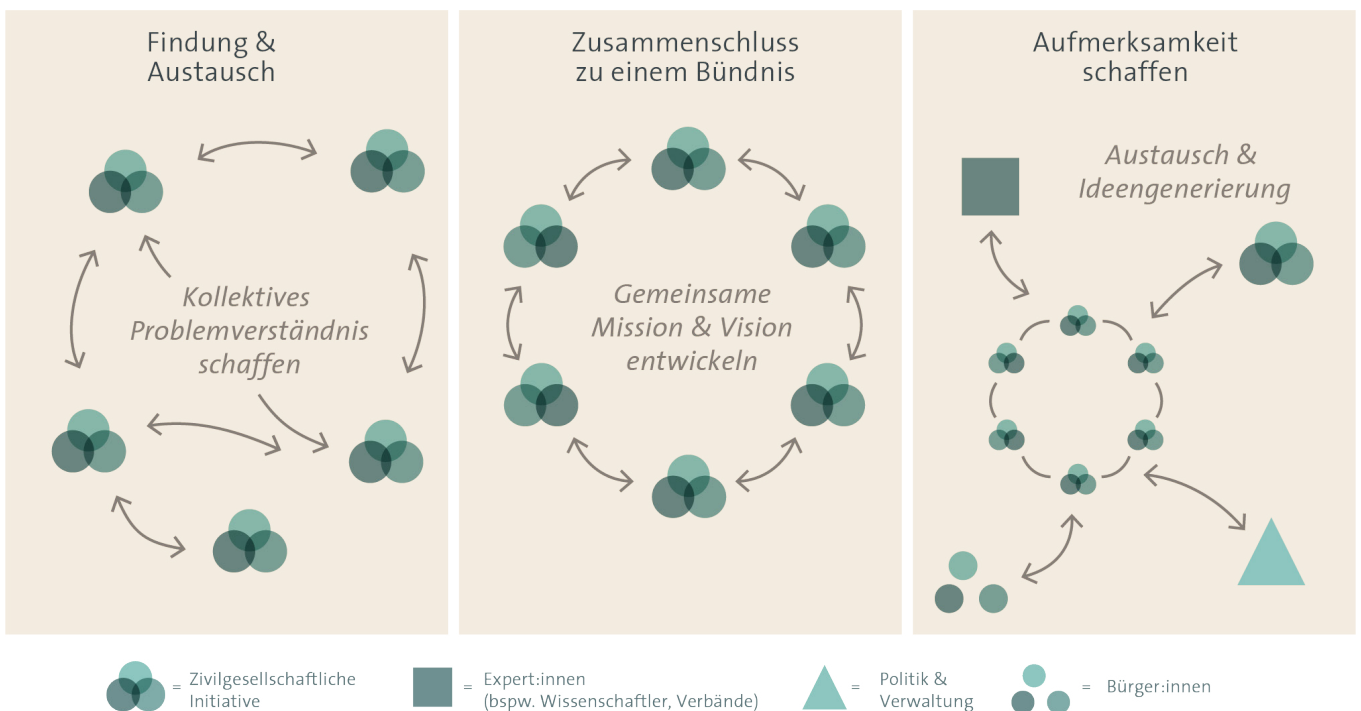 Findung &
Austausch
Kollektives
Problemverständnis
schaffen
Zusammenschluss
zu einem Bündnis
Gemeinsame
Mission & Vision
entwickeln
Aufmerksamkeit
schaffen
Austausch &
Ideengenerierung
= Zivilgesellschaftliche
Initiative
= Expert:innen
(bspw. Wissenschaftler, Verbände)
= Politik &
Verwaltung
= Bürger:innen